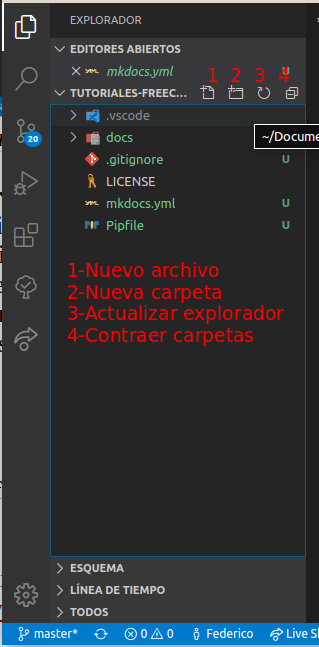 EXPLORADOR
EDITORES ABIERTOS
mkdocs.yml U
1 2 3 4
TUTORIALES-FREEC...
.vscode
~/Docume
docs
.gitignore U
LICENSE
mkdocs.yml U
Pipfile U
1-Nuevo archivo
2-Nueva carpeta
3-Actualizar explorador
4-Contraer carpetas
20
ESQUEMA
LÍNEA DE TIEMPO
TODOS
master* 0 0 Federico Live Sh